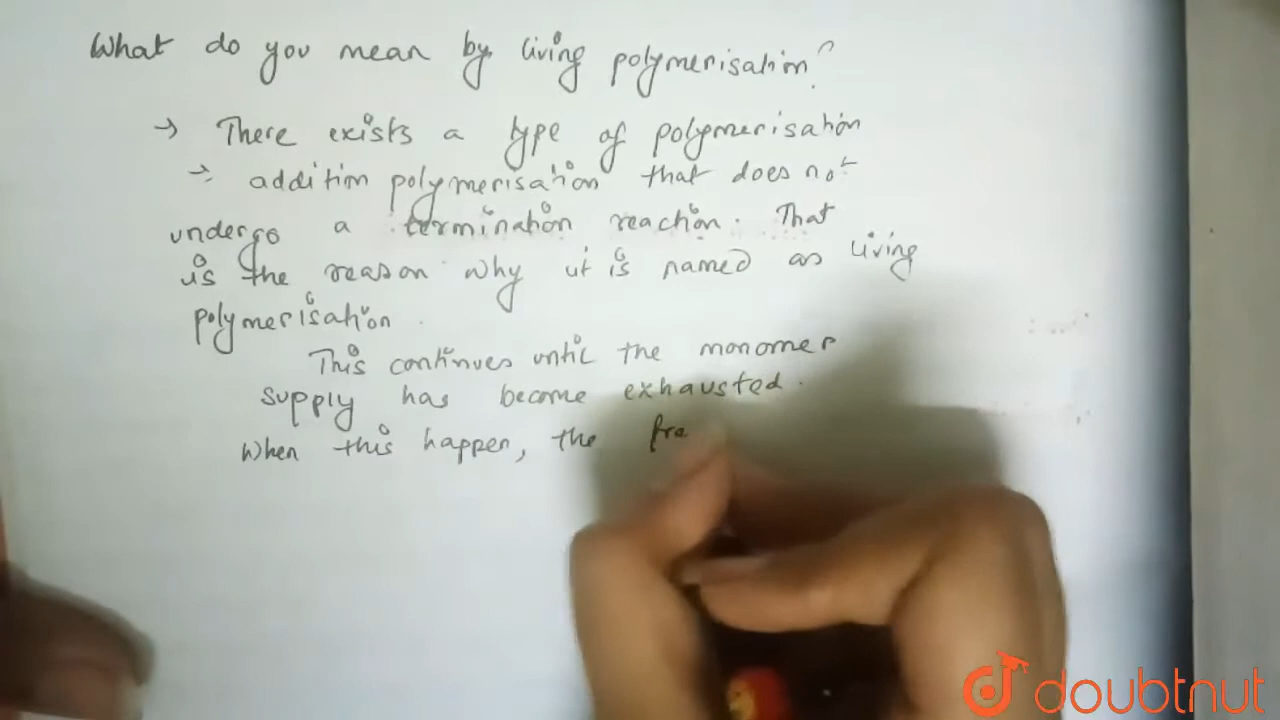 What do you mean by living polymerisation?
→ There exists a type of polymerisation
→ addition polymerisation that does not
undergo a termination reaction. That
is the reason why it is named as living
polymerisation.
This continues until the monomer
supply has become exhausted.
When this happen, the fre
doubtnut